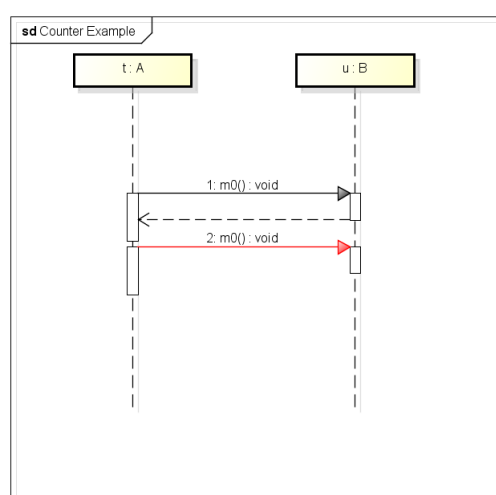 sd Counter Example
t : A
u : B
1: m0() : void
2: m0() : void